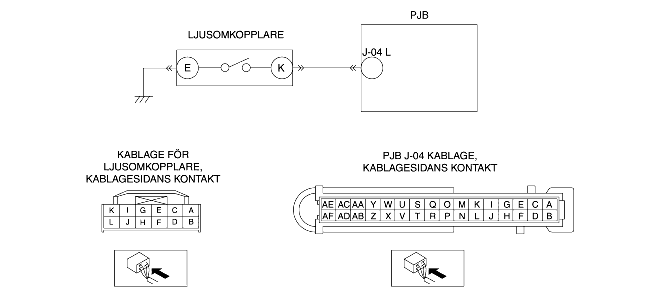 PJB
LJUSOMKOPPLARE
J-04 L
E K
KABLAGE FÖR
LJUSOMKOPPLARE,
KABLAGESIDANS KONTAKT
PJB J-04 KABLAGE,
KABLAGESIDANS KONTAKT
K I G E C A
L J H F D B
AE AC AA Y W U S Q O M K I G E C A
AF AD AB Z X V T R P N L J H F D B